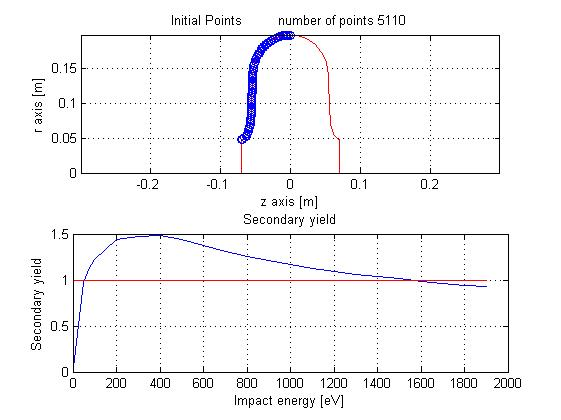 Initial Points number of points 5110
0.15
0.1
0.05
0
r axis [m]
-0.2 -0.1 0 0.1 0.2
z axis [m]
Secondary yield
1.5
1
0.5
0
Secondary yield
0 200 400 600 800 1000 1200 1400 1600 1800 2000
Impact energy [eV]